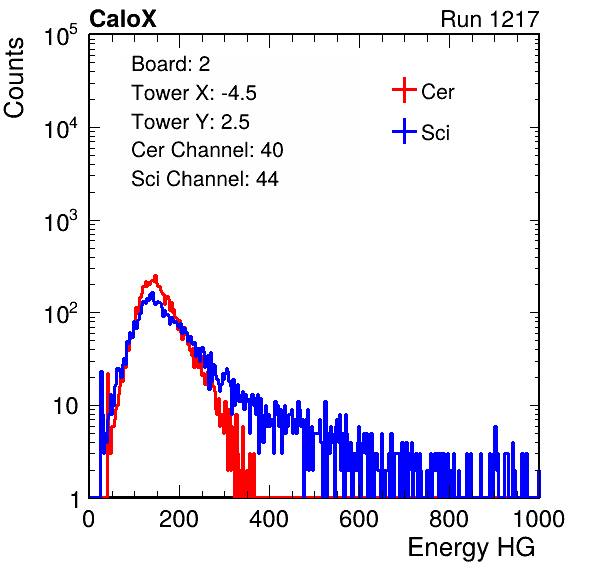 CaloX Run 1217
Counts
10^5
10^4
10^3
10^2
10
1
Board: 2
Tower X: -4.5
Tower Y: 2.5
Cer Channel: 40
Sci Channel: 44
Cer
Sci
0 200 400 600 800 1000
Energy HG